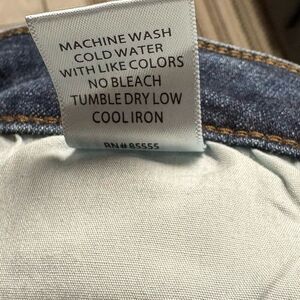 MACHINE WASH
COLD WATER
WITH LIKE COLORS
NO BLEACH
TUMBLE DRY LOW
COOL IRON
RN# 85555